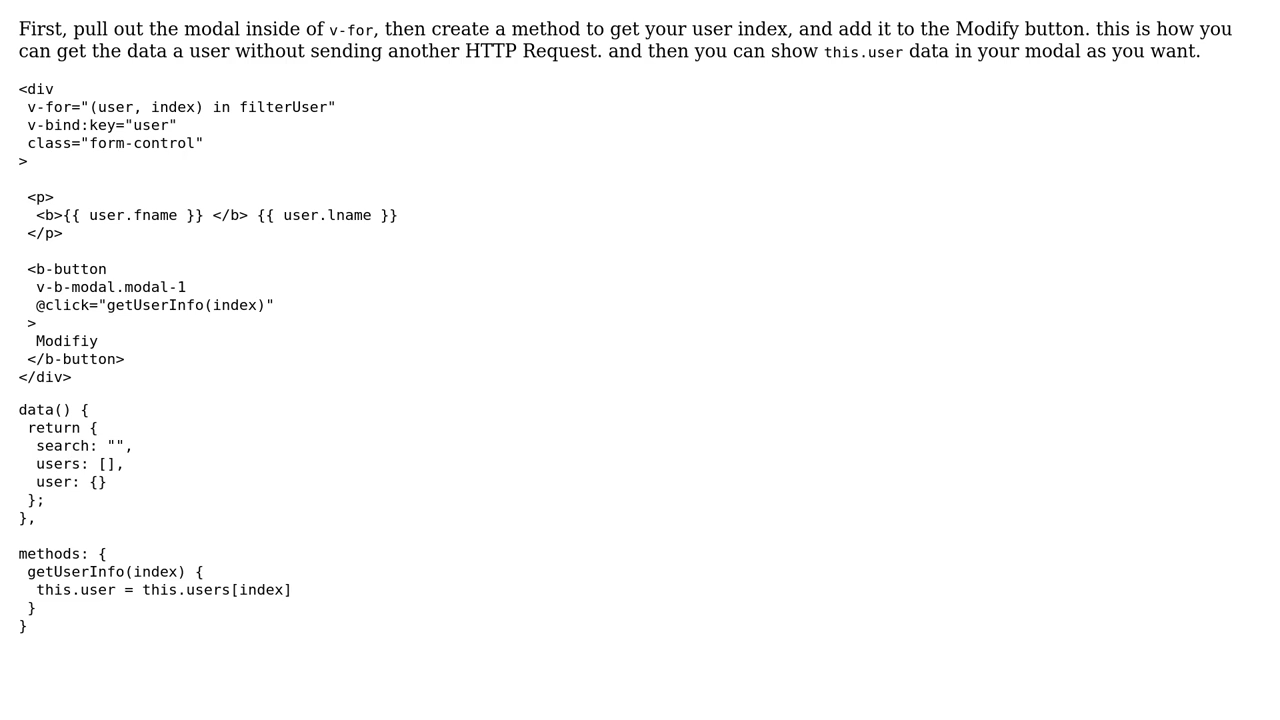 First, pull out the modal inside of v-for, then create a method to get your user index, and add it to the Modify button. this is how you
can get the data a user without sending another HTTP Request. and then you can show this.user data in your modal as you want.
<div
 v-for="(user, index) in filterUser"
 v-bind:key="user"
 class="form-control"
>
 <p>
  <b>{{ user.fname }} </b> {{ user.lname }}
 </p>
 <b-button
  v-b-modal.modal-1
  @click="getUserInfo(index)"
 >
  Modifiy
 </b-button>
</div>
data() {
 return {
  search: "",
  users: [],
  user: {}
 };
},
methods: {
 getUserInfo(index) {
  this.user = this.users[index]
 }
}